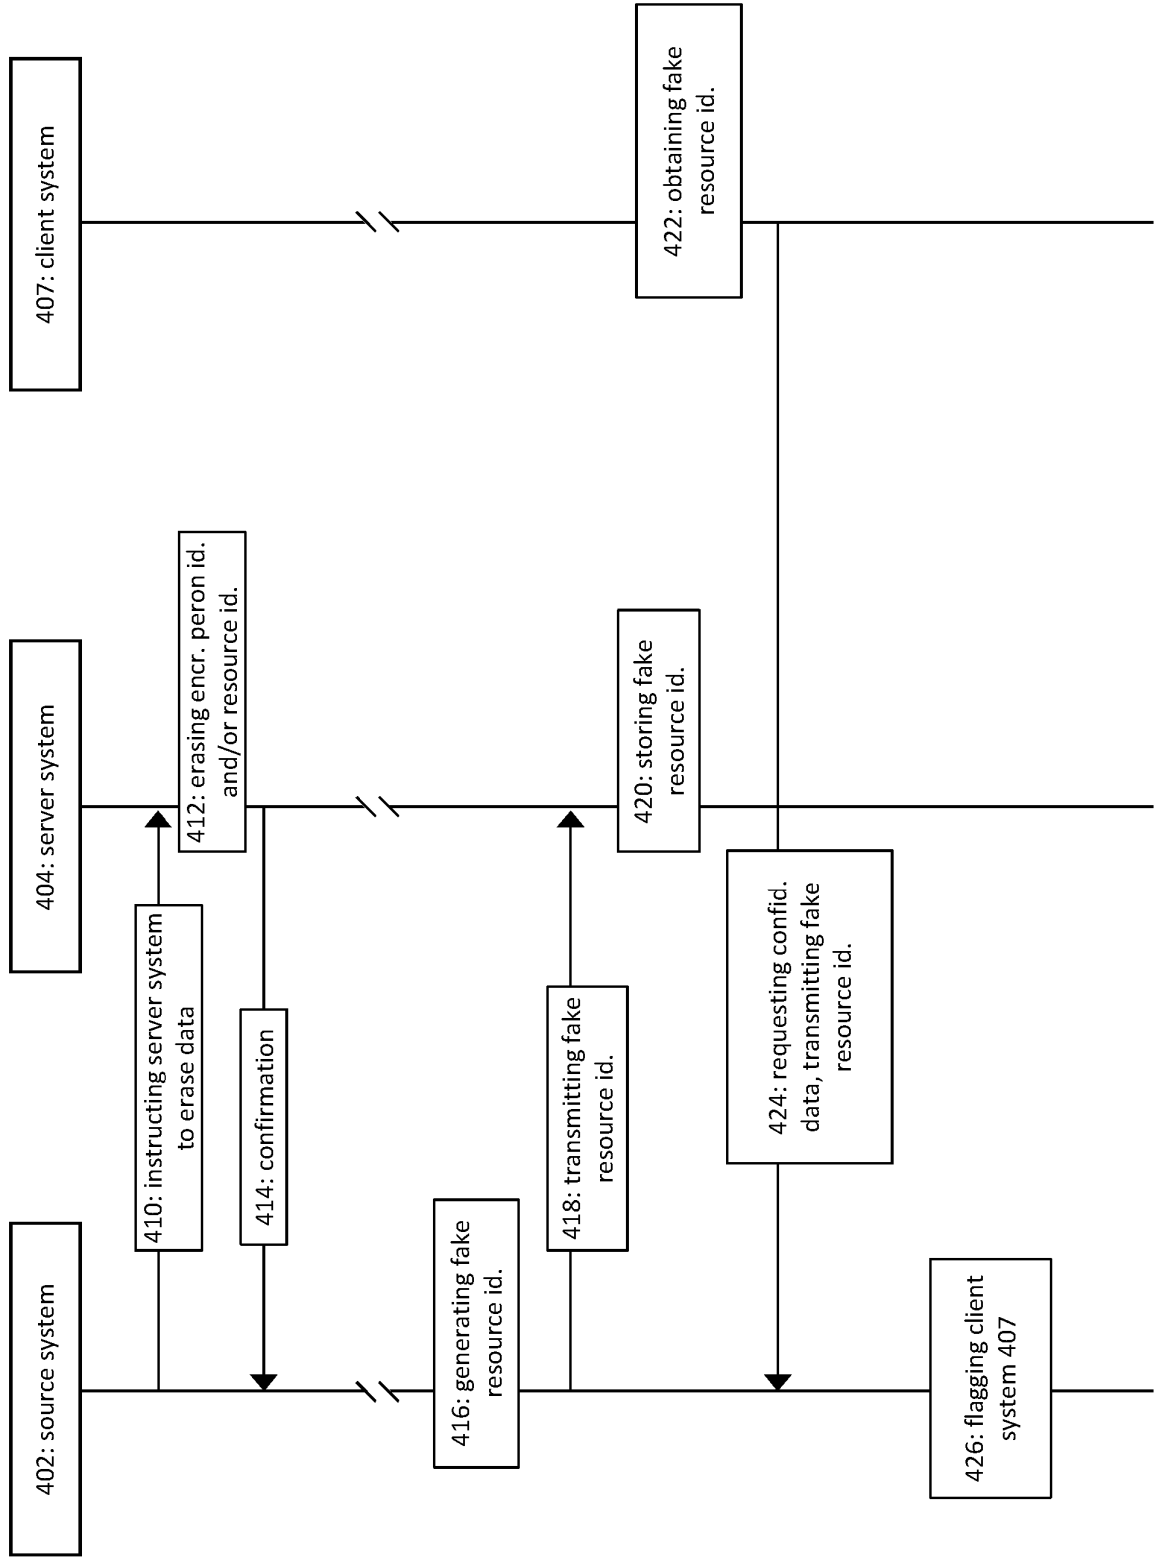 402: source system
404: server system
407: client system
410: instructing server system
to erase data
412: erasing encr. peron id.
and/or resource id.
414: confirmation
416: generating fake
resource id.
418: transmitting fake
resource id.
420: storing fake
resource id.
422: obtaining fake
resource id.
424: requesting confid.
data, transmitting fake
resource id.
426: flagging client
system 407